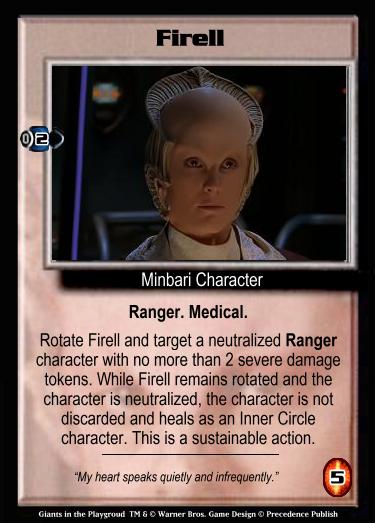 Firell
0 2
Minbari Character
Ranger. Medical.
Rotate Firell and target a neutralized Ranger
character with no more than 2 severe damage
tokens. While Firell remains rotated and the
character is neutralized, the character is not
discarded and heals as an Inner Circle
character. This is a sustainable action.
"My heart speaks quietly and infrequently."
5
Giants in the Playgroud TM & © Warner Bros. Game Design © Precedence Publish